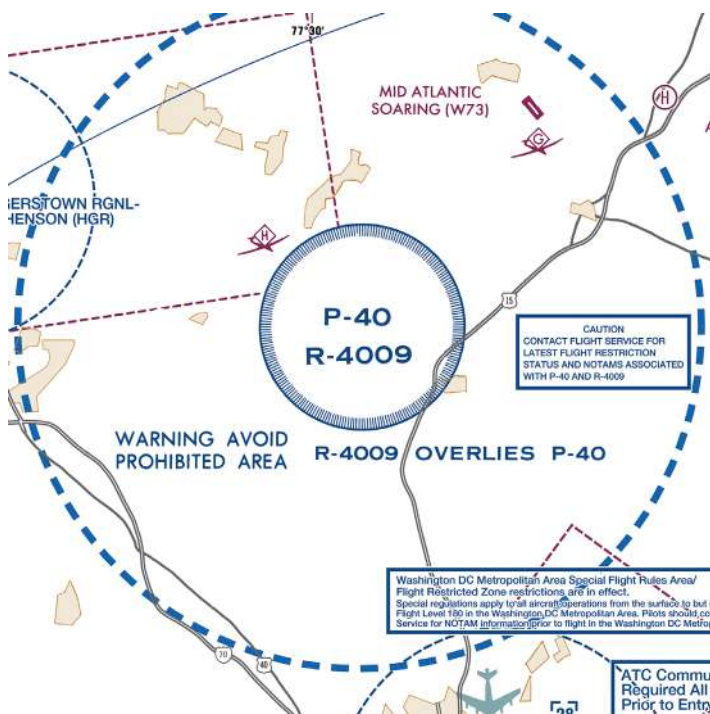 77°30'
MID ATLANTIC
SOARING (W73)
H
G
ERSTOWN RGNL-
HENSON (HGR)
H
P-40
R-4009
15
CAUTION
CONTACT FLIGHT SERVICE FOR
LATEST FLIGHT RESTRICTION
STATUS AND NOTAMS ASSOCIATED
WITH P-40 AND R-4009
WARNING AVOID
PROHIBITED AREA
R-4009 OVERLIES P-40
Washington DC Metropolitan Area Special Flight Rules Area/
Flight Restricted Zone restrictions are in effect.
Special regulations apply to all aircraft operations from the surface to but
Flight Level 180 in the Washington DC Metropolitan Area. Pilots should
Service for NOTAM information prior to flight in the Washington DC
70
40
ATC
Required All
Prior to